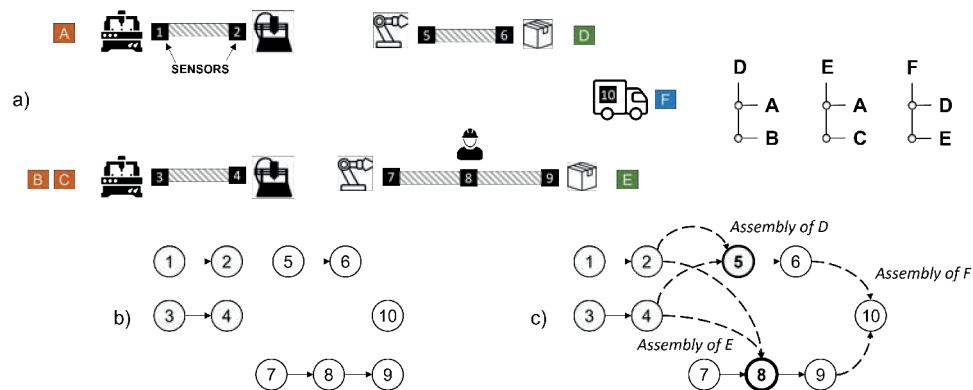 A 1 2 5 6 D
SENSORS
a)
10 F
D E F
A A D
B C E
B C 3 4 7 8 9 E
Assembly of D
1 2 5 6 1 2 5 6
Assembly of F
3 4 b) 10 c) 3 4 10
Assembly of E
7 8 9 7 8 9